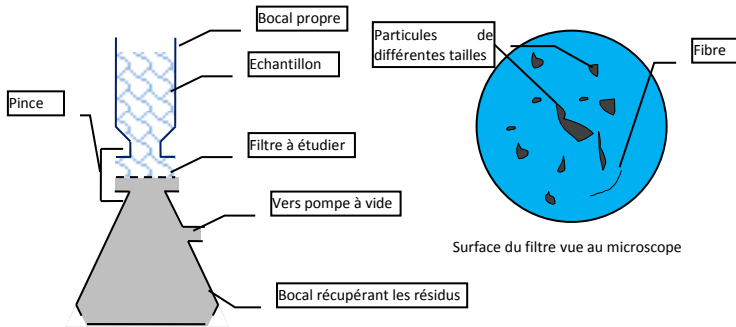 Bocal propre
Echantillon
Pince
Filtre à étudier
Vers pompe à vide
Bocal récupérant les résidus
Particules de
différentes tailles
Fibre
Surface du filtre vue au microscope